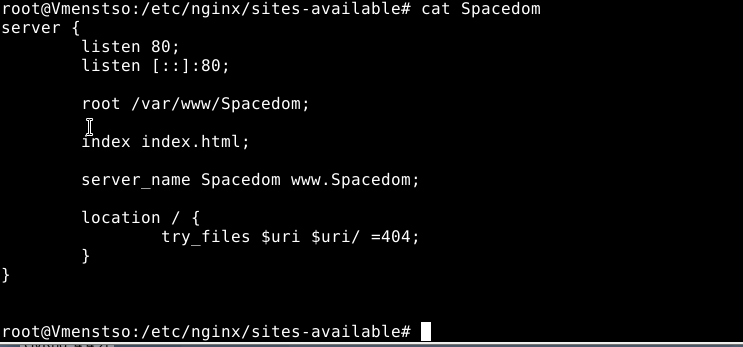 root@Vmenstso:/etc/nginx/sites-available# cat Spacedom
server {
listen 80;
listen [::]:80;
root /var/www/Spacedom;
index index.html;
server_name Spacedom www.Spacedom;
location / {
try_files $uri $uri/ =404;
}
}
root@Vmenstso:/etc/nginx/sites-available#